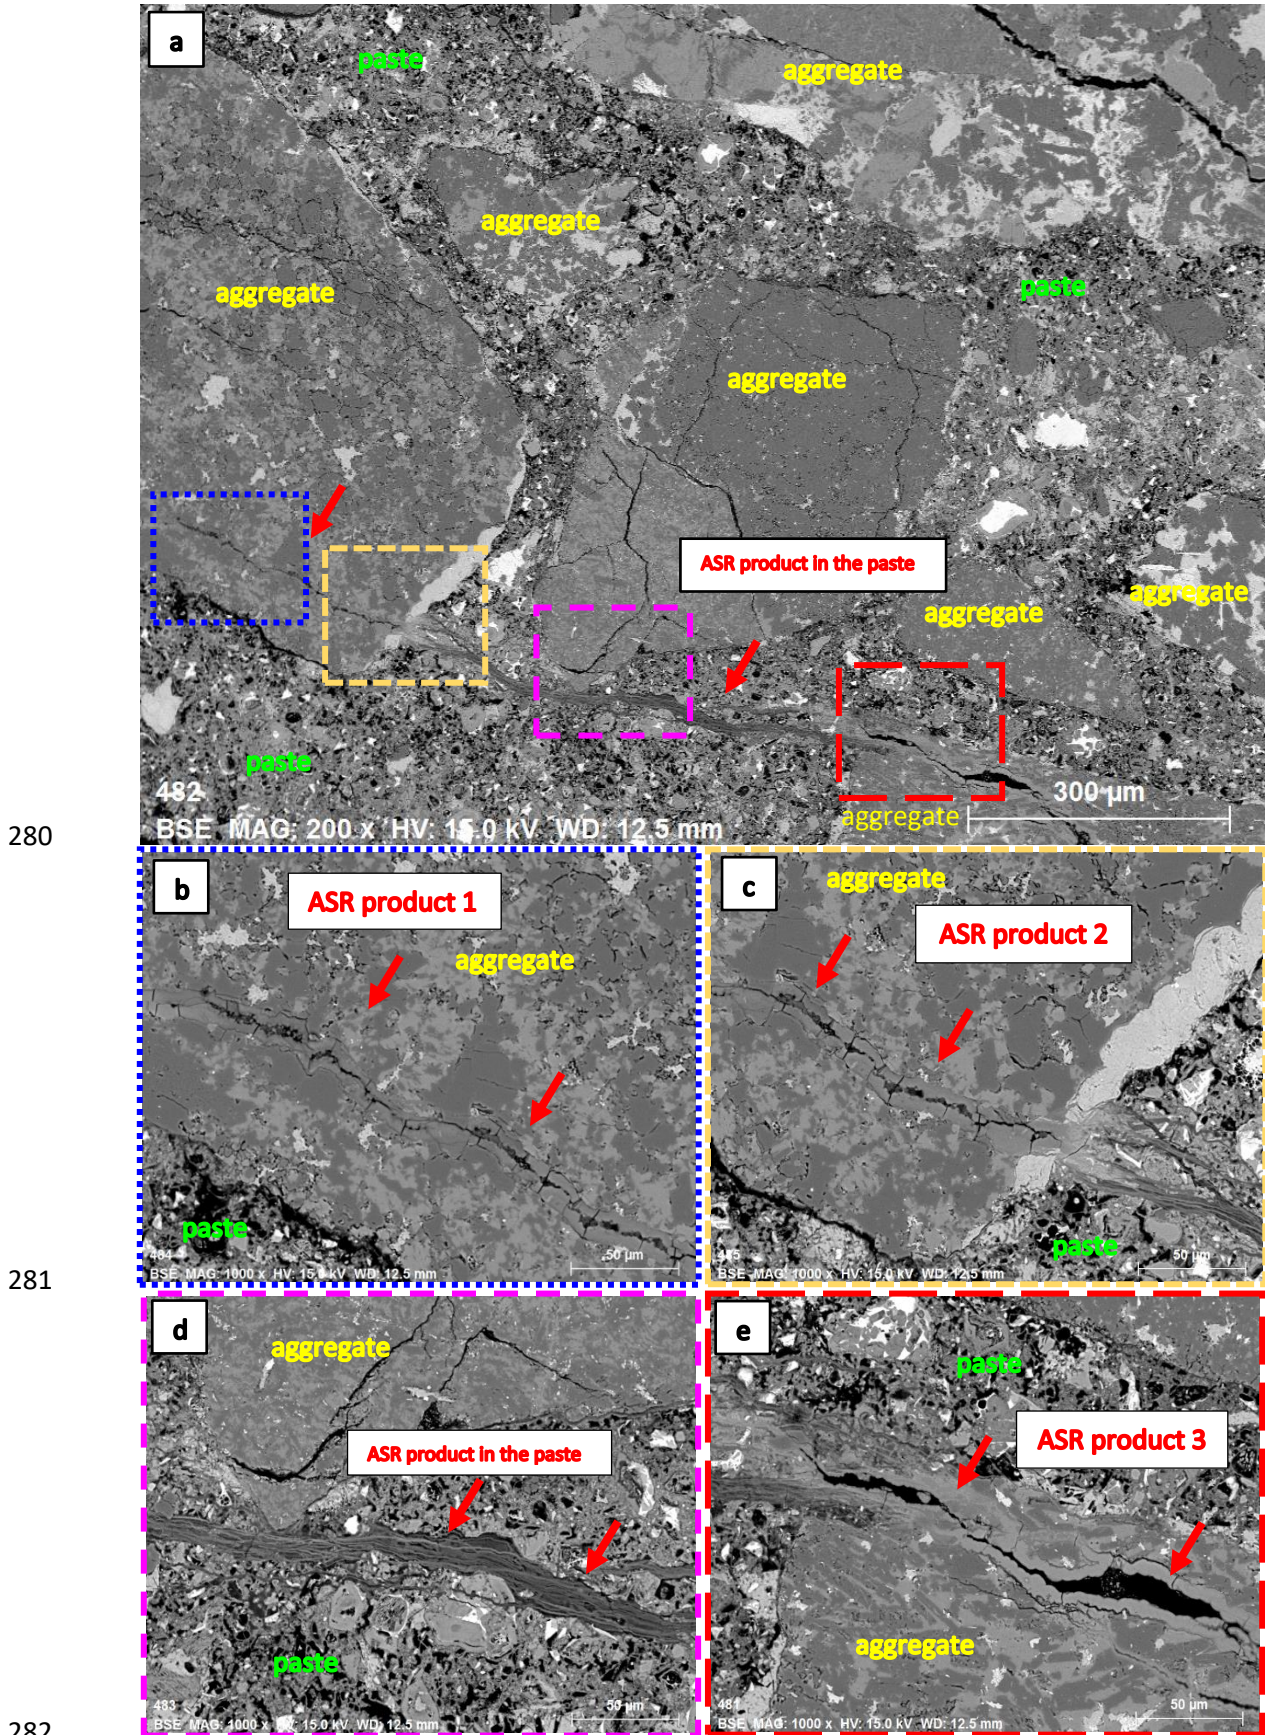 a
paste
aggregate
aggregate
aggregate
paste
aggregate
ASR product in the paste
aggregate
aggregate
paste
300 µm
aggregate
482
BSE MAG: 200 x HV: 15.0 kV WD: 12.5 mm
280
b
ASR product 1
aggregate
paste
484
50 µm
BSE MAG: 1000 x HV: 15.0 kV WD: 12.5 mm
c
aggregate
ASR product 2
paste
485
50 µm
BSE MAG: 1000 x HV: 15.0 kV WD: 12.5 mm
281
d
aggregate
ASR product in the paste
paste
483
50 µm
BSE MAG: 1000 x HV: 15.0 kV WD: 12.5 mm
e
paste
ASR product 3
aggregate
481
50 µm
BSE MAG: 1000 x HV: 15.0 kV WD: 12.5 mm
282